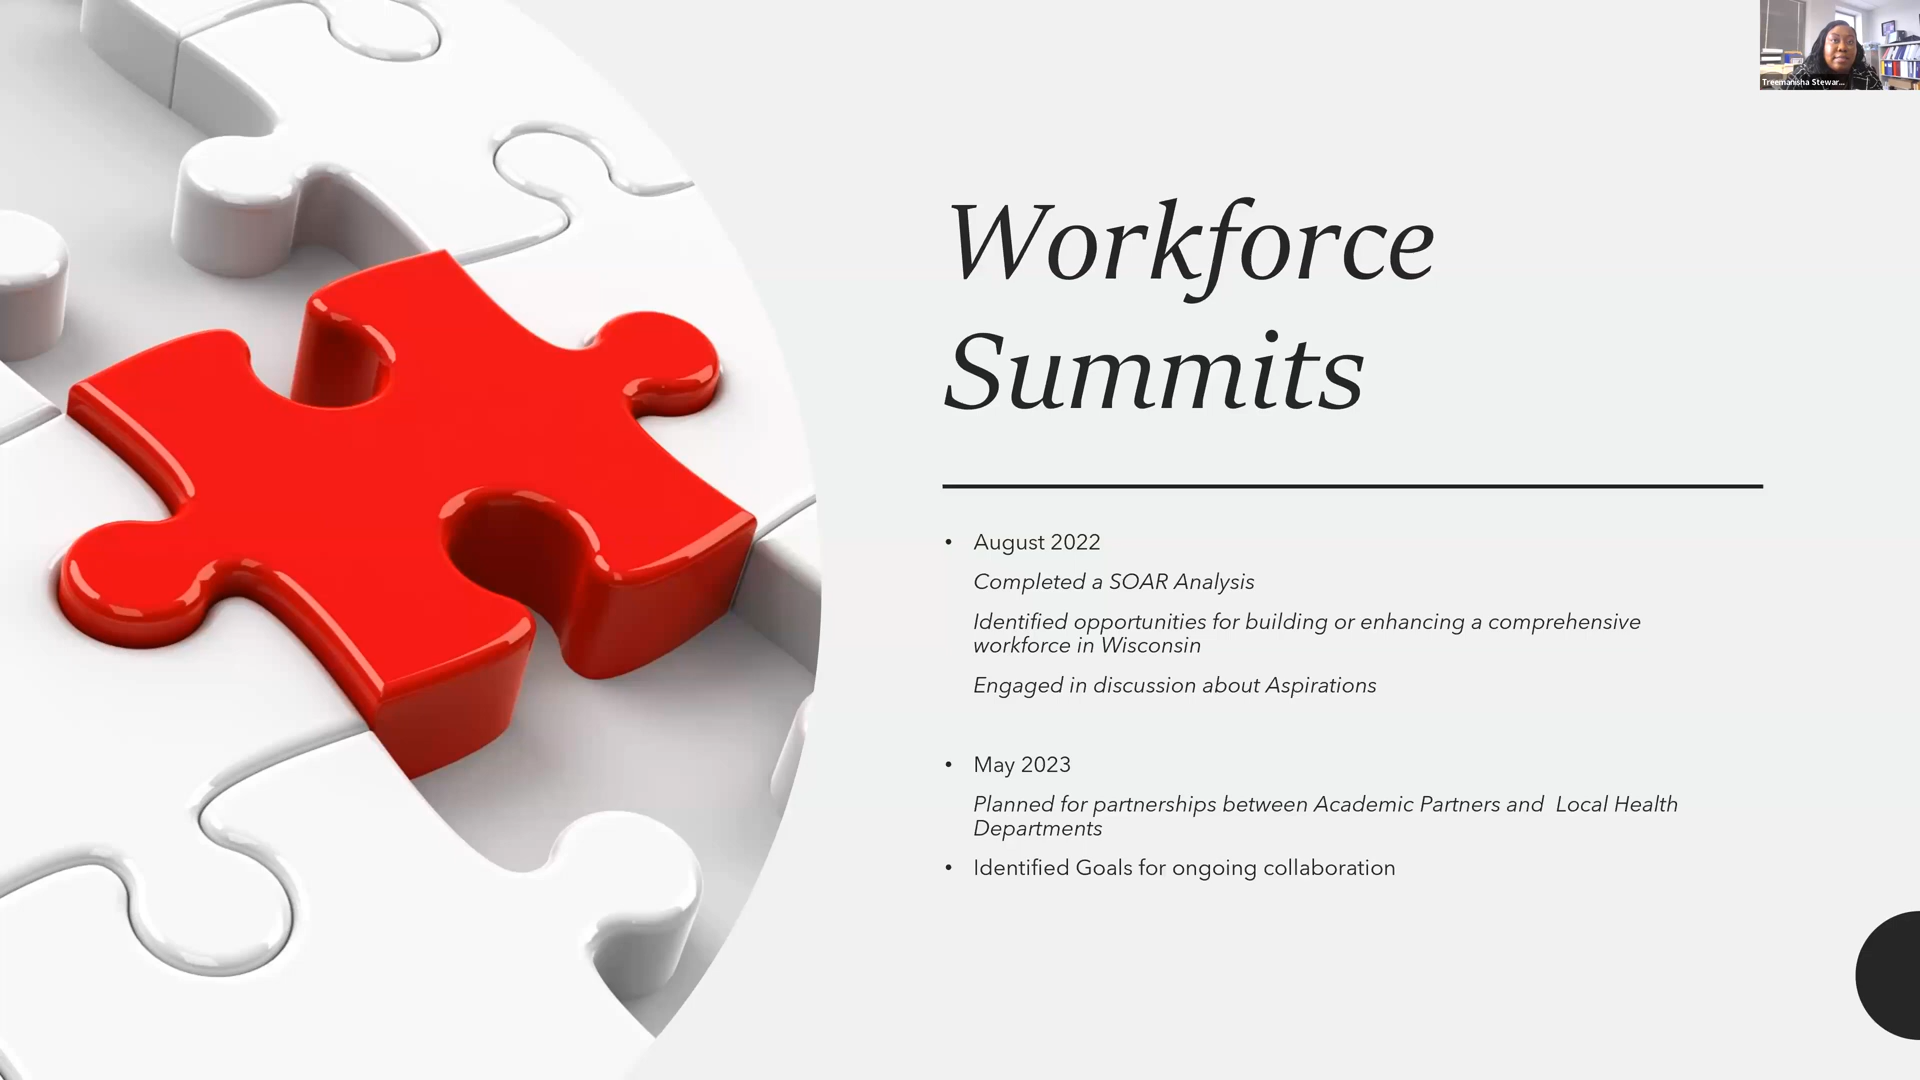 Treemanisha Stewar...
Workforce
Summits
• August 2022
Completed a SOAR Analysis
Identified opportunities for building or enhancing a comprehensive
workforce in Wisconsin
Engaged in discussion about Aspirations
• May 2023
Planned for partnerships between Academic Partners and  Local Health
Departments
• Identified Goals for ongoing collaboration